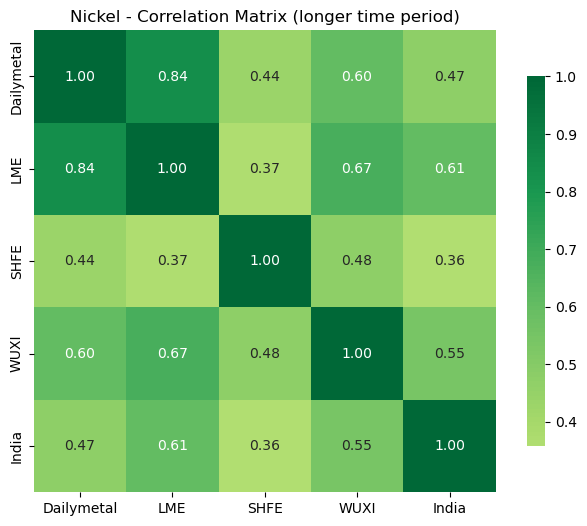 Nickel - Correlation Matrix (longer time period)
Dailymetal 1.00 0.84 0.44 0.60 0.47
LME 0.84 1.00 0.37 0.67 0.61
SHFE 0.44 0.37 1.00 0.48 0.36
WUXI 0.60 0.67 0.48 1.00 0.55
India 0.47 0.61 0.36 0.55 1.00
Dailymetal LME SHFE WUXI India
1.0
0.9
0.8
0.7
0.6
0.5
0.4